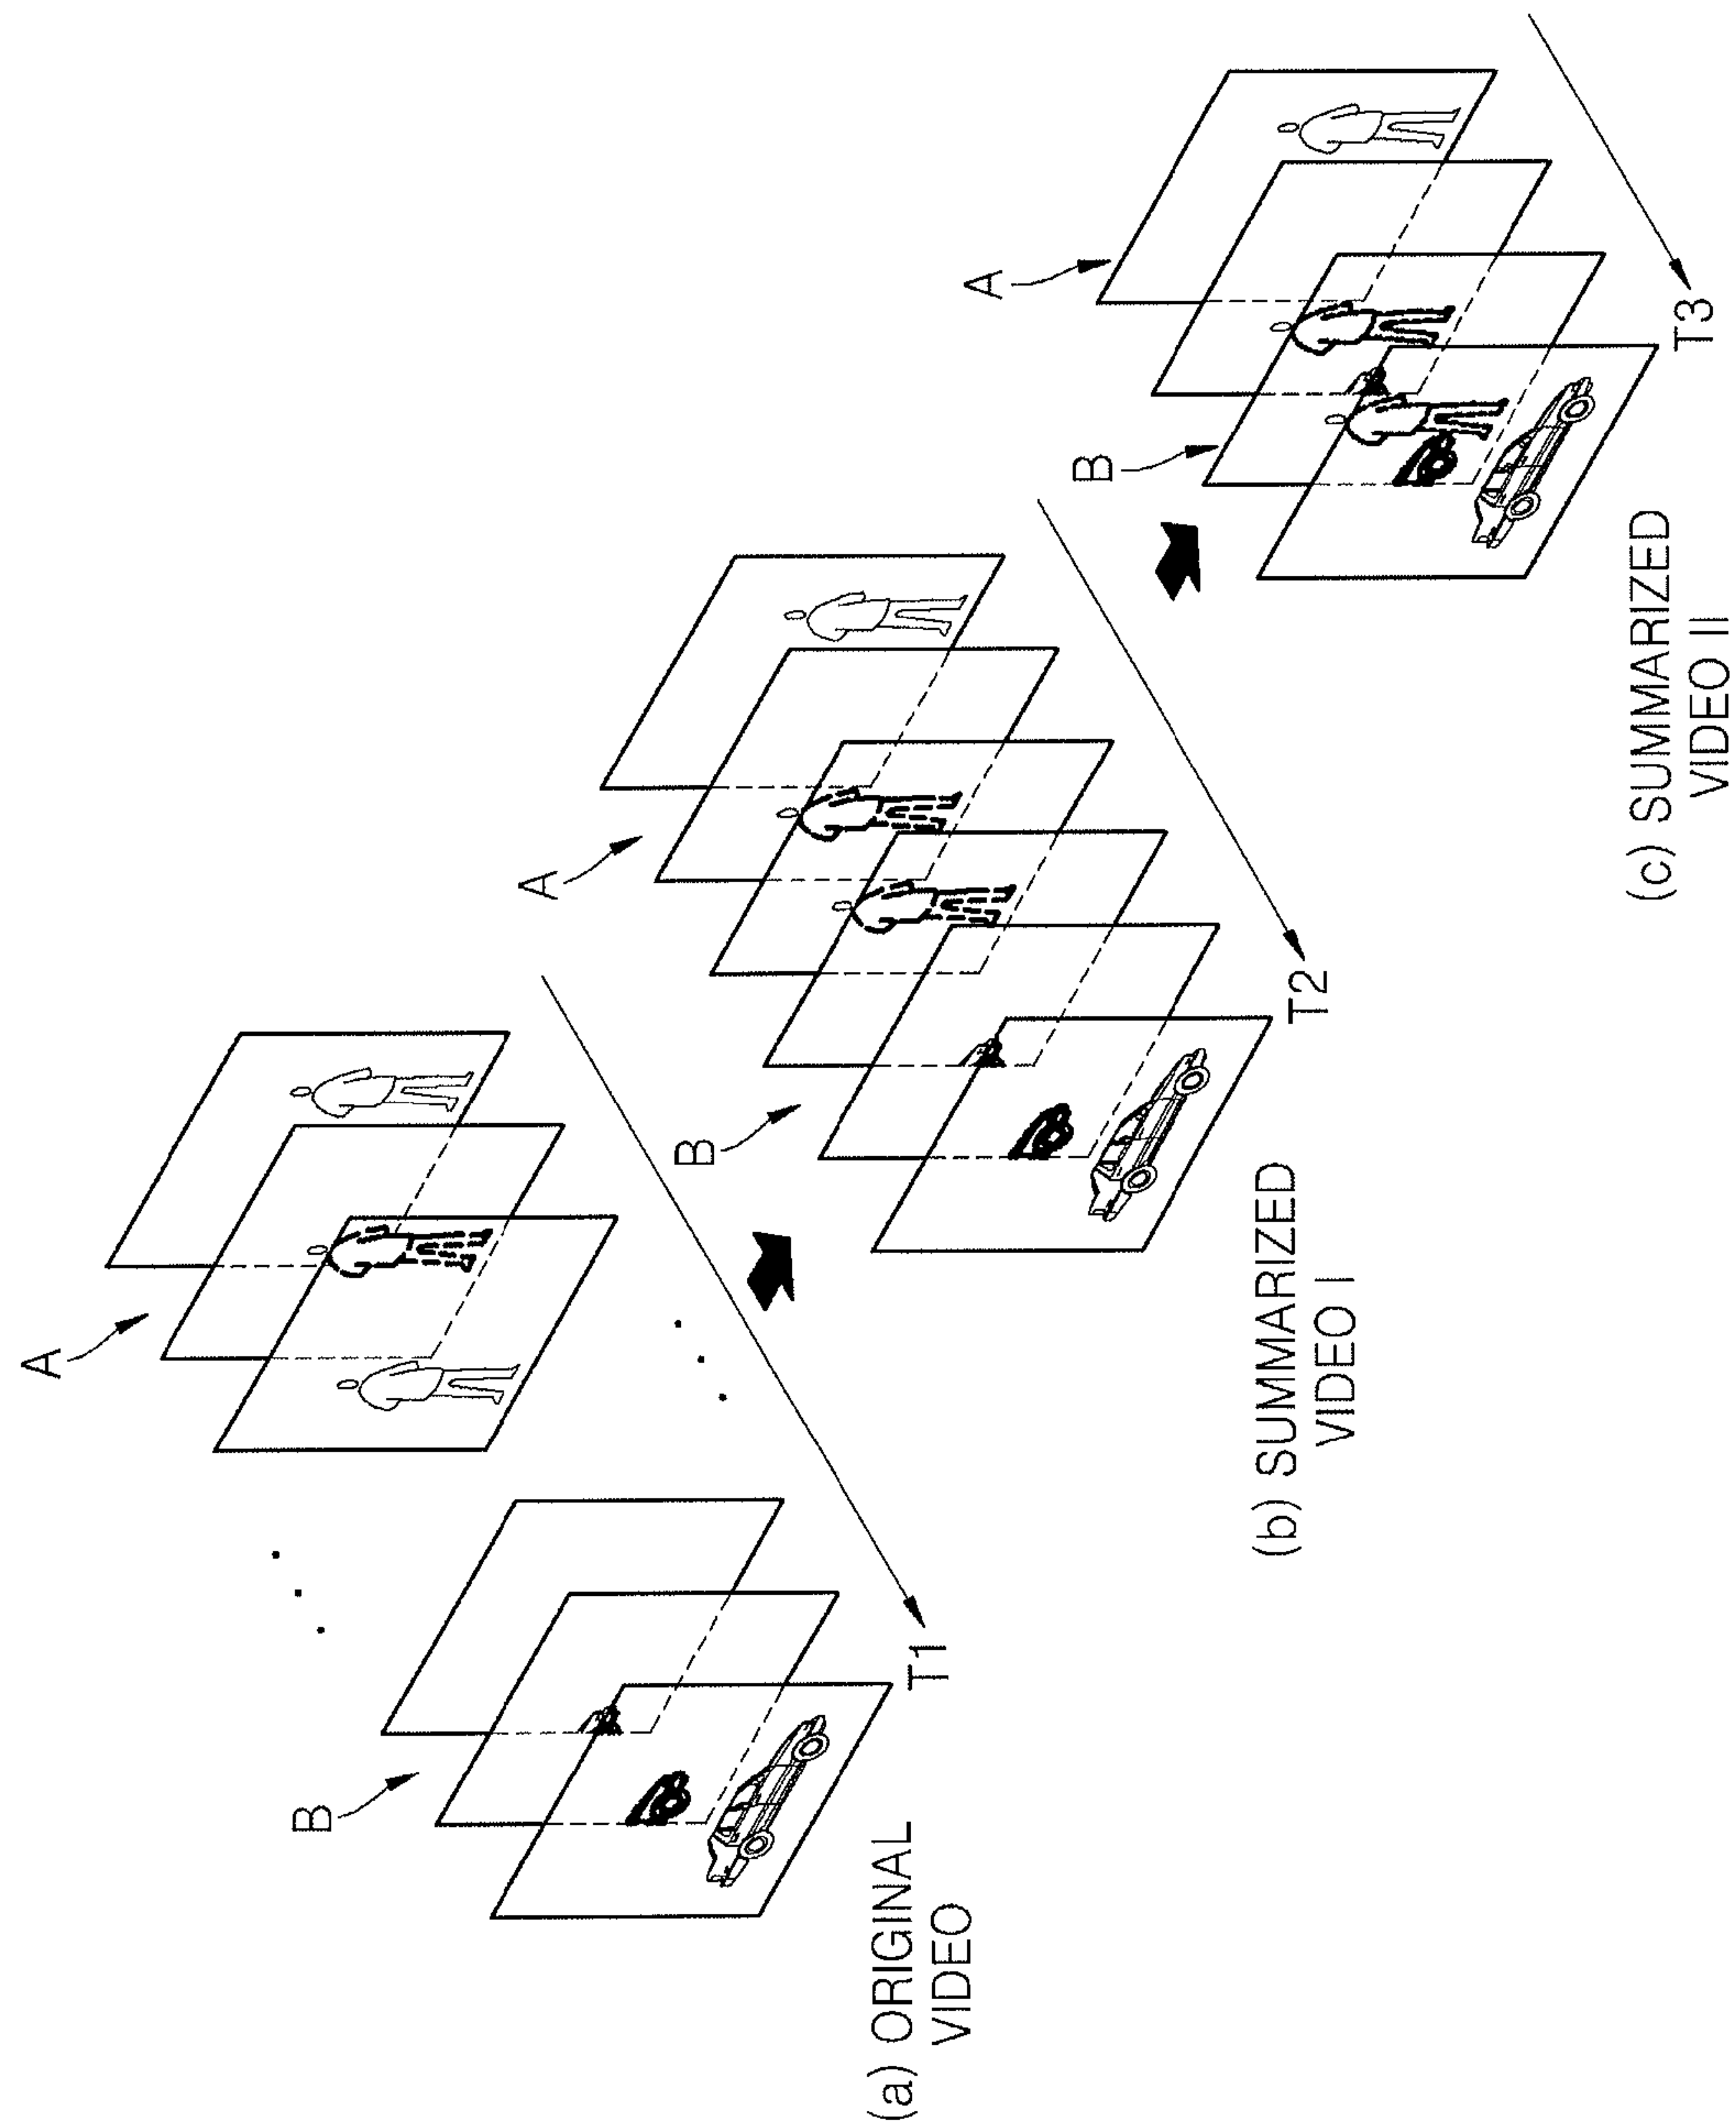 A
B
T1
(a) ORIGINAL
VIDEO
A
B
T2
(b) SUMMARIZED
VIDEO I
A
B
T3
(c) SUMMARIZED
VIDEO II